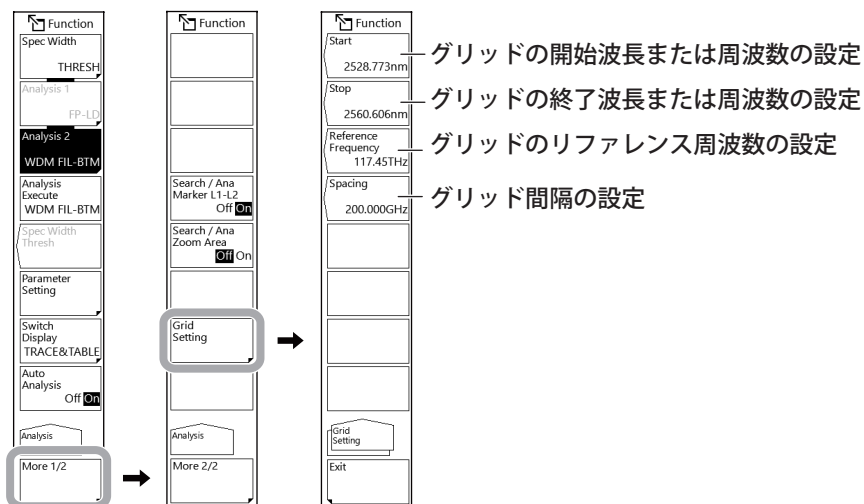 Function
Spec Width
THRESH
Analysis 1
FP-LD
Analysis 2
WDM FIL-BTM
Analysis
Execute
WDM FIL-BTM
Spec Width
Thresh
Parameter
Setting
Switch
Display
TRACE&TABLE
Auto
Analysis
Off On
Analysis
More 1/2
Function
Search / Ana
Marker L1-L2
Off On
Search / Ana
Zoom Area
Off On
Grid
Setting
Analysis
More 2/2
Function
Start
2528.773nm
グリッドの開始波長または周波数の設定
Stop
2560.606nm
グリッドの終了波長または周波数の設定
Reference
Frequency
117.45THz
グリッドのリファレンス周波数の設定
Spacing
200.000GHz
グリッド間隔の設定
Grid
Setting
Exit